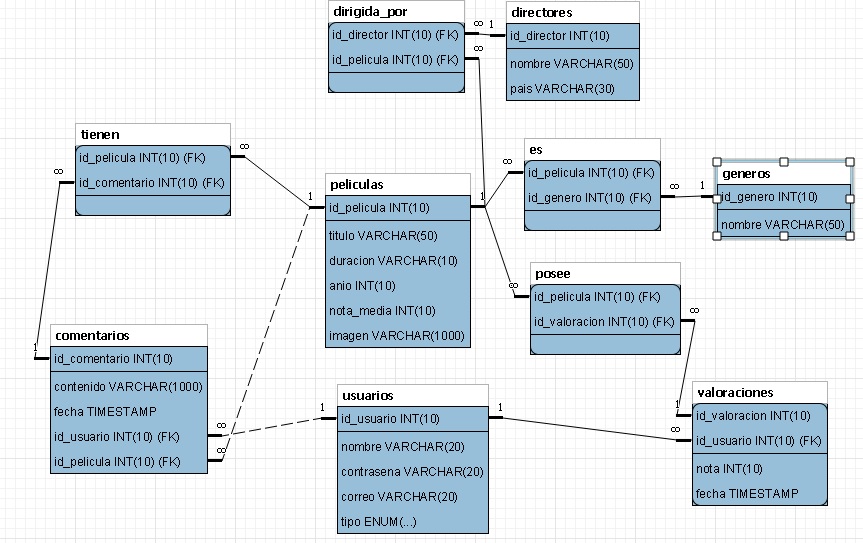 dirigida_por
id_director INT(10) (FK)
id_pelicula INT(10) (FK)
∞
1
∞
directores
id_director INT(10)
nombre VARCHAR(50)
pais VARCHAR(30)
tienen
id_pelicula INT(10) (FK)
id_comentario INT(10) (FK)
∞
∞
peliculas
id_pelicula INT(10)
titulo VARCHAR(50)
duracion VARCHAR(10)
anio INT(10)
nota_media INT(10)
imagen VARCHAR(1000)
1
1
es
id_pelicula INT(10) (FK)
id_genero INT(10) (FK)
∞
∞
1
generos
id_genero INT(10)
nombre VARCHAR(50)
posee
id_pelicula INT(10) (FK)
id_valoracion INT(10) (FK)
∞
∞
comentarios
id_comentario INT(10)
contenido VARCHAR(1000)
fecha TIMESTAMP
id_usuario INT(10) (FK)
id_pelicula INT(10) (FK)
1
∞
∞
usuarios
id_usuario INT(10)
nombre VARCHAR(20)
contrasena VARCHAR(20)
correo VARCHAR(20)
tipo ENUM(...)
1
1
valoraciones
id_valoracion INT(10)
id_usuario INT(10) (FK)
nota INT(10)
fecha TIMESTAMP
1
∞